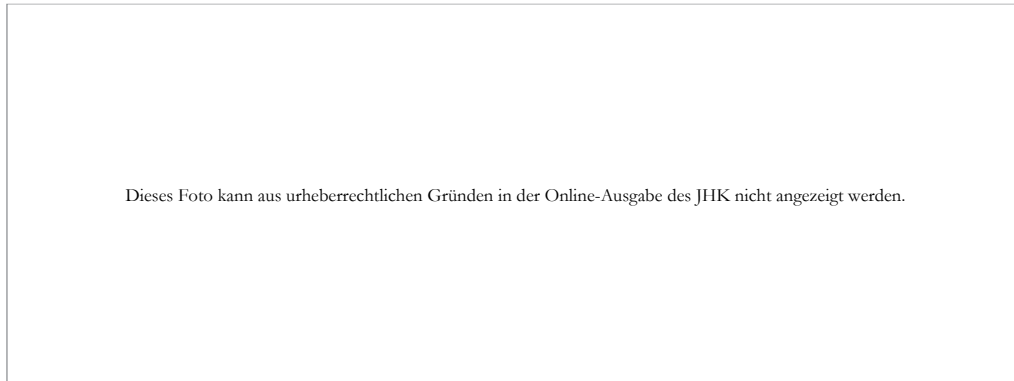 Dieses Foto kann aus urheberrechtlichen Gründen in der Online-Ausgabe des JHK nicht angezeigt werden.